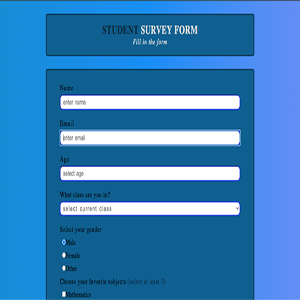 STUDENT SURVEY FORM
Fill in the form
Name
enter name
Email
enter email
Age
select age
What class are you in?
select current class
Select your gender
Male
Female
Other
Choose your favorite subjects (select at least 3)
Mathematics